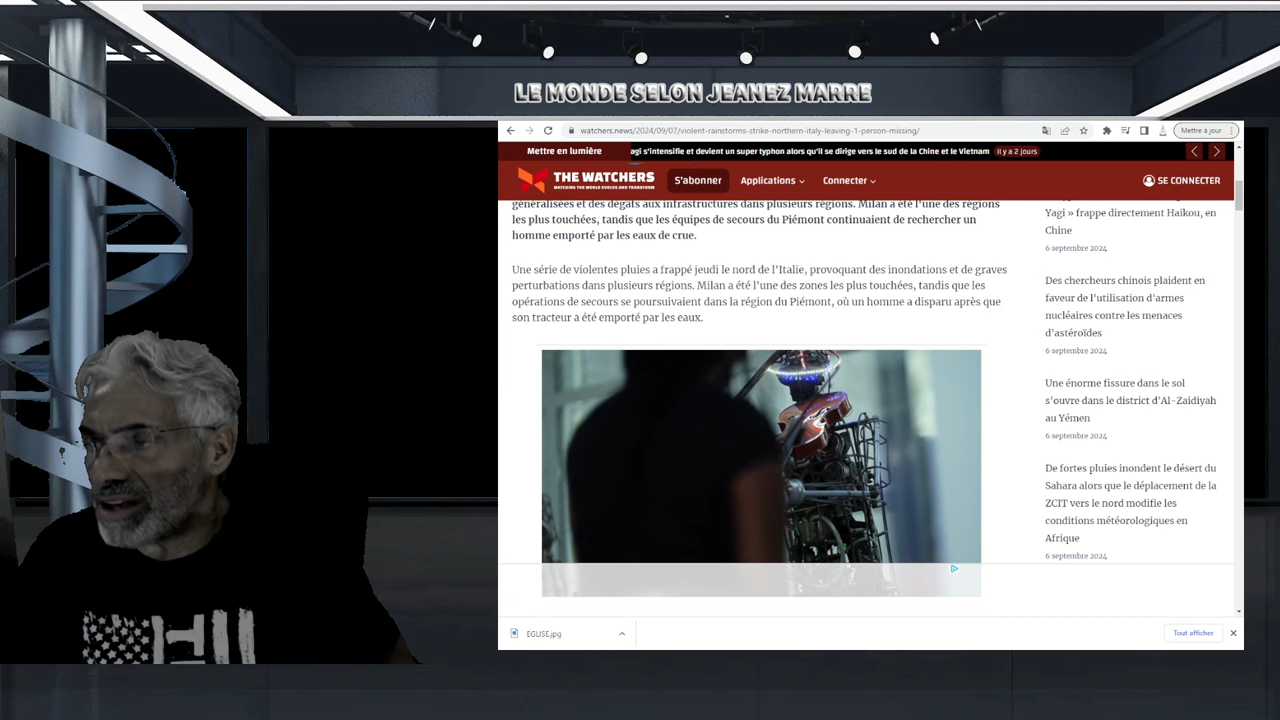 LE MONDE SELON JEANEZ MARRE
watchers.news/2024/09/07/violent-rainstorms-strike-northern-italy-leaving-1-person-missing/
Mettre à jour
Mettre en lumière
agi s'intensifie et devient un super typhon alors qu'il se dirige vers le sud de la Chine et le Vietnam
Il y a 2 jours
THE WATCHERS
WATCHING THE WORLD EVOLVE AND TRANSFORM
S'abonner
Applications
Connecter
SE CONNECTER
généralisées et des dégâts aux infrastructures dans plusieurs régions. Milan a été l'une des régions
les plus touchées, tandis que les équipes de secours du Piémont continuaient de rechercher un
homme emporté par les eaux de crue.
Une série de violentes pluies a frappé jeudi le nord de l'Italie, provoquant des inondations et de graves
perturbations dans plusieurs régions. Milan a été l'une des zones les plus touchées, tandis que les
opérations de secours se poursuivaient dans la région du Piémont, où un homme a disparu après que
son tracteur a été emporté par les eaux.
Yagi » frappe directement Haikou, en
Chine
6 septembre 2024
Des chercheurs chinois plaident en
faveur de l'utilisation d'armes
nucléaires contre les menaces
d'astéroïdes
6 septembre 2024
Une énorme fissure dans le sol
s'ouvre dans le district d'Al-Zaidiyah
au Yémen
6 septembre 2024
De fortes pluies inondent le désert du
Sahara alors que le déplacement de la
ZCIT vers le nord modifie les
conditions météorologiques en
Afrique
6 septembre 2024
EGLISE.jpg
Tout afficher